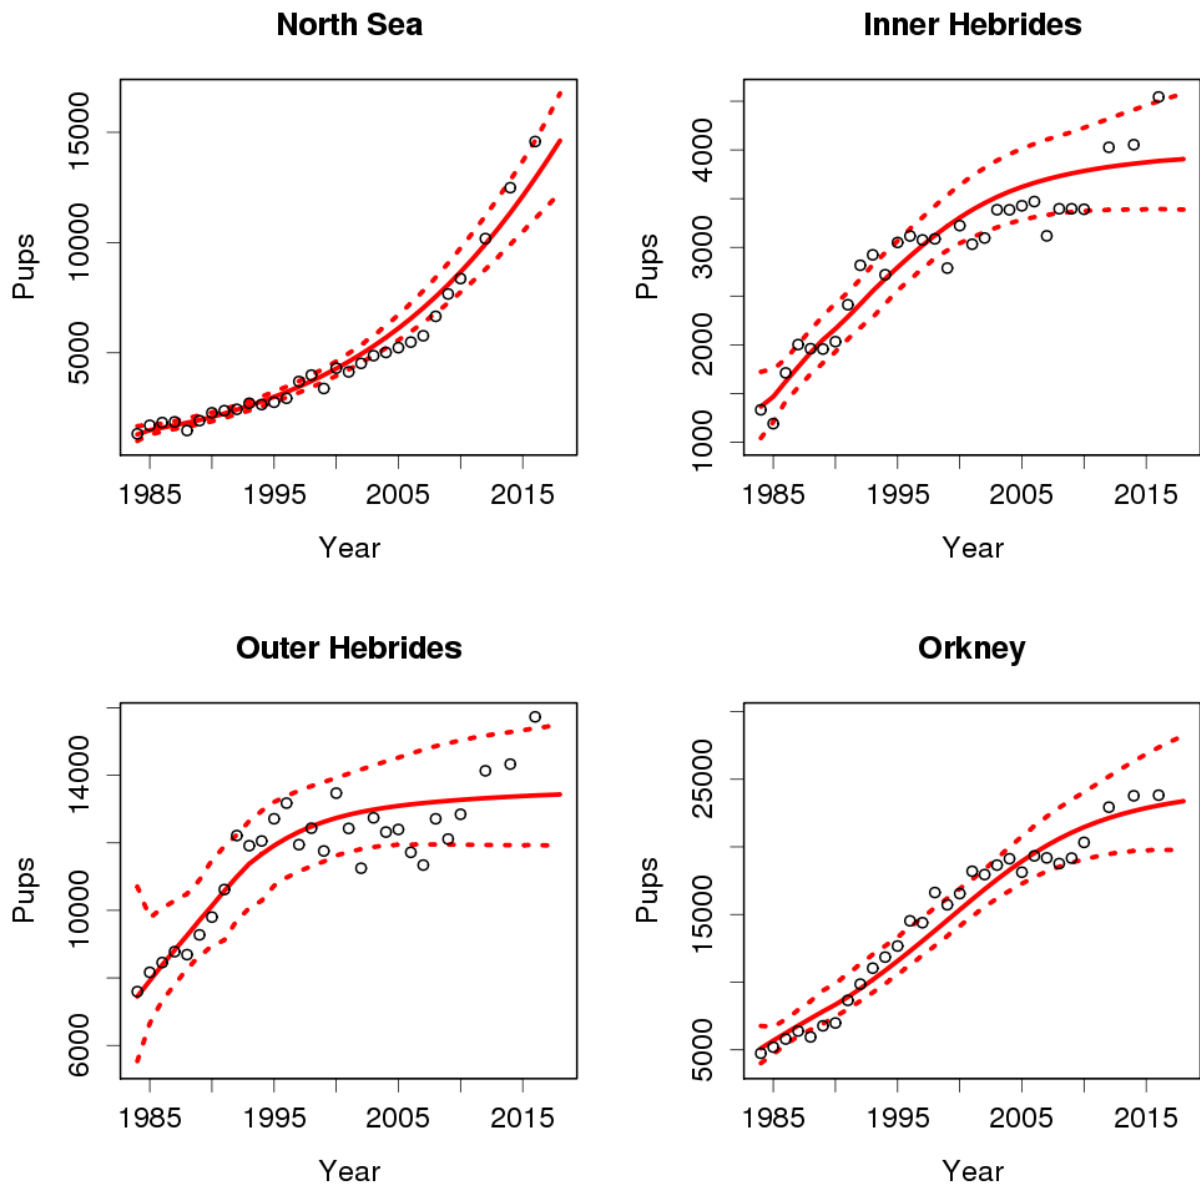 North Sea
Pups
5000 10000 15000
1985 1995 2005 2015
Year
Inner Hebrides
Pups
1000 2000 3000 4000
1985 1995 2005 2015
Year
Outer Hebrides
Pups
6000 10000 14000
1985 1995 2005 2015
Year
Orkney
Pups
5000 15000 25000
1985 1995 2005 2015
Year